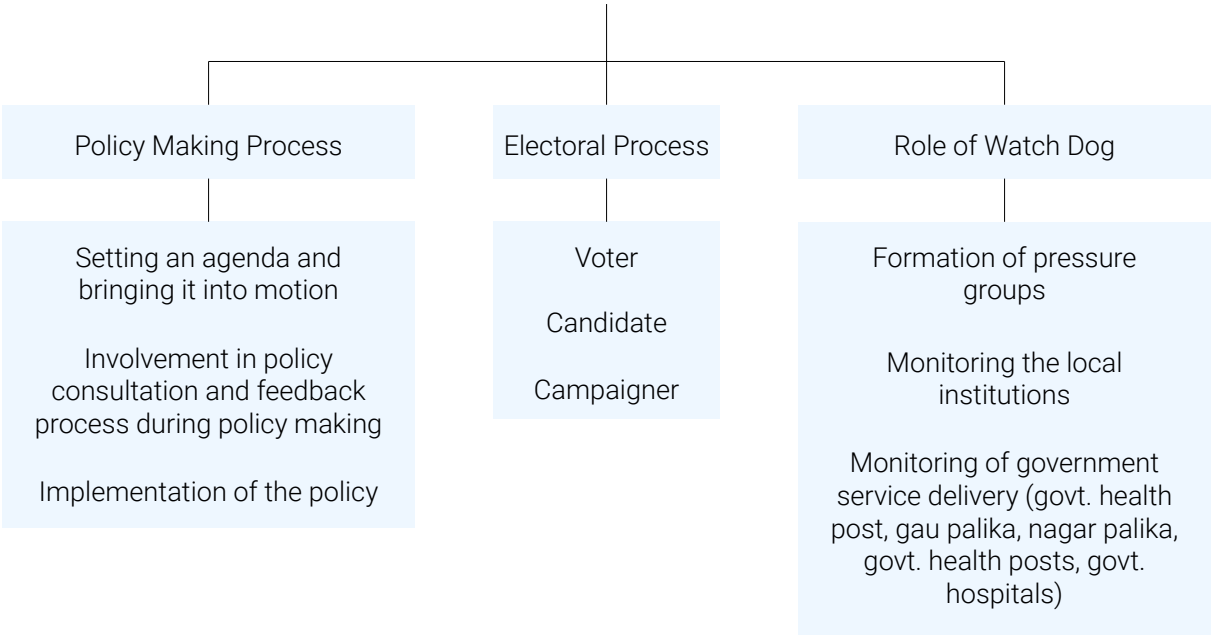 Policy Making Process
Electoral Process
Role of Watch Dog
Setting an agenda and
bringing it into motion
Involvement in policy
consultation and feedback
process during policy making
Implementation of the policy
Voter
Candidate
Campaigner
Formation of pressure
groups
Monitoring the local
institutions
Monitoring of government
service delivery (govt. health
post, gau palika, nagar palika,
govt. health posts, govt.
hospitals)